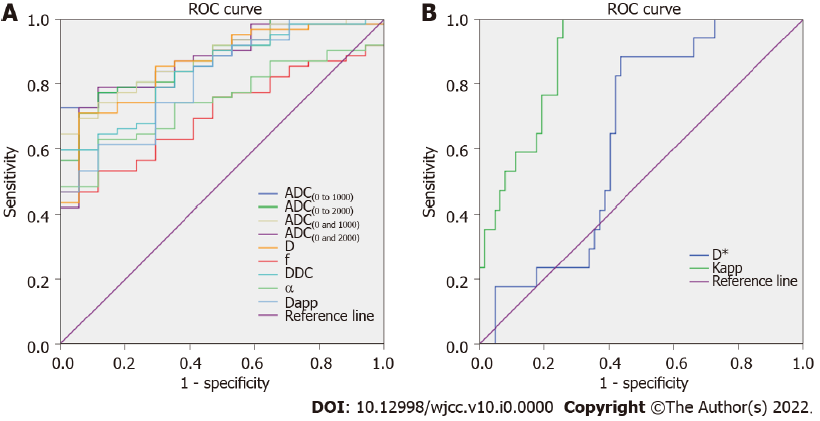 A
ROC curve
Sensitivity
1.0
0.8
0.6
0.4
0.2
0.0
0.0 0.2 0.4 0.6 0.8 1.0
1 - specificity
ADC(0 to 1000)
ADC(0 to 2000)
ADC(0 and 1000)
ADC(0 and 2000)
D
f
DDC
α
Dapp
Reference line
B
ROC curve
Sensitivity
1.0
0.8
0.6
0.4
0.2
0.0
0.0 0.2 0.4 0.6 0.8 1.0
1 - specificity
D*
Kapp
Reference line
DOI: 10.12998/wjcc.v10.i0.0000 Copyright ©The Author(s) 2022.